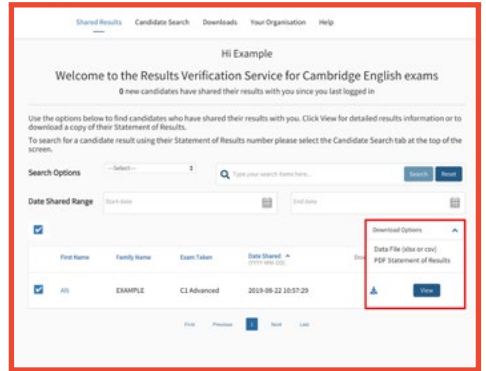 Shared Results Candidate Search Downloads Your Organisation Help
Hi Example
Welcome to the Results Verification Service for Cambridge English exams
0 new candidates have shared their results with you since you last logged in
Use the options below to find candidates who have shared their results with you. Click View for detailed results information or to
download a copy of their Statement of Results.
To search for a candidate result using their Statement of Results number please select the Candidate Search tab at the top of the
screen.
Search Options --Select-- Type your search items here... Search Reset
Date Shared Range Start date End date
Download Options
Data File (xlsx or csv)
PDF Statement of Results
First Name Family Name Exam Taken Date Shared
(YYYY-MM-DD)
EXAMPLE C1 Advanced 2019-08-22 10:57:29 View
First Previous 1 Next Last